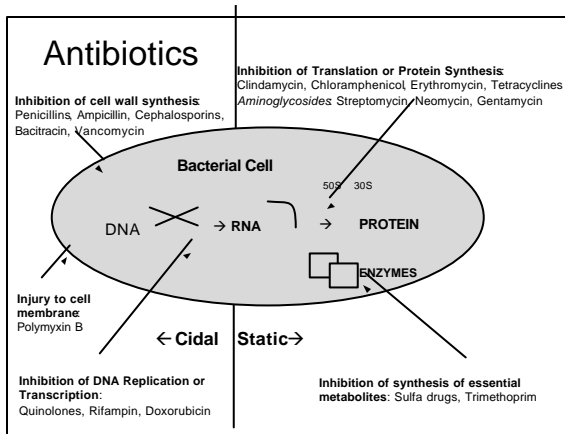 Antibiotics
Inhibition of cell wall synthesis:
Penicillins, Ampicillin, Cephalosporins,
Bacitracin, Vancomycin
Inhibition of Translation or Protein Synthesis:
Clindamycin, Chloramphenicol, Erythromycin, Tetracyclines
Aminoglycosides: Streptomycin, Neomycin, Gentamycin
Bacterial Cell
50S 30S
DNA → RNA → PROTEIN
ENZYMES
Injury to cell
membrane:
Polymyxin B
← Cidal Static →
Inhibition of DNA Replication or
Transcription:
Quinolones, Rifampin, Doxorubicin
Inhibition of synthesis of essential
metabolites: Sulfa drugs, Trimethoprim